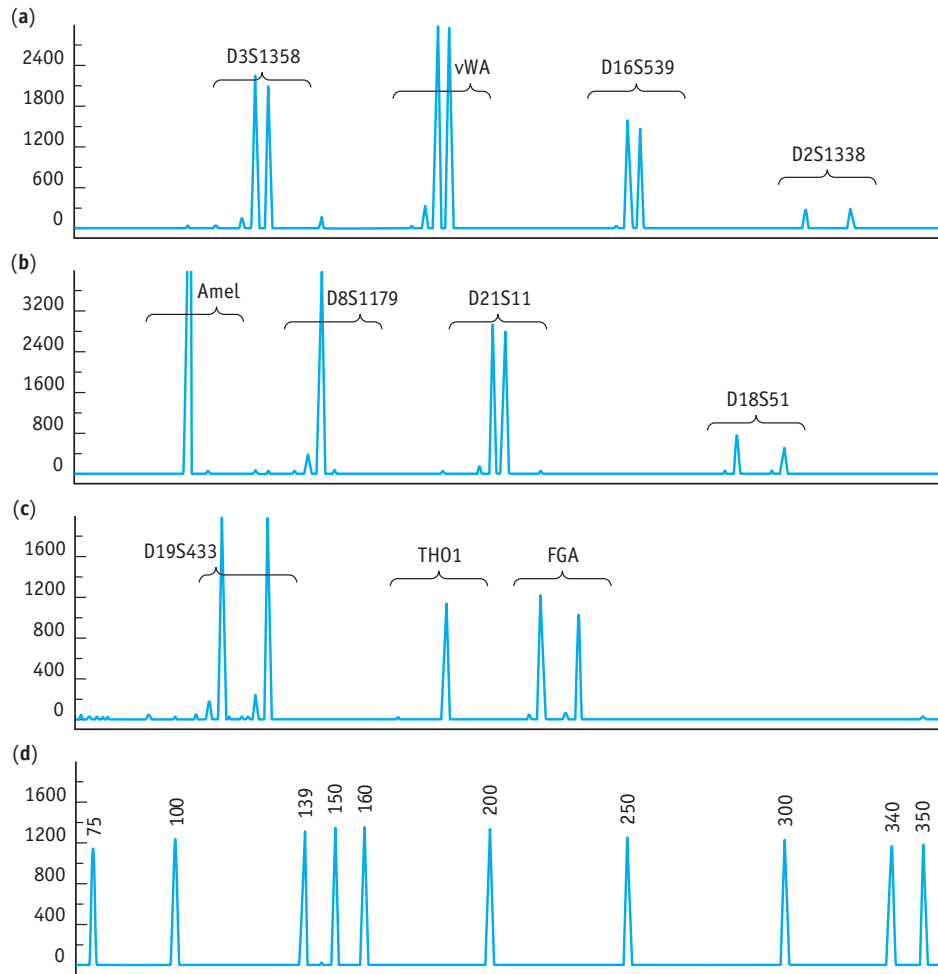 (a)
2400
1800
1200
600
0
D3S1358
vWA
D16S539
D2S1338
(b)
3200
2400
1600
800
0
Amel
D8S1179
D21S11
D18S51
(c)
1600
1200
800
400
0
D19S433
THO1
FGA
(d)
1600
1200
800
400
0
75
100
139
150
160
200
250
300
340
350